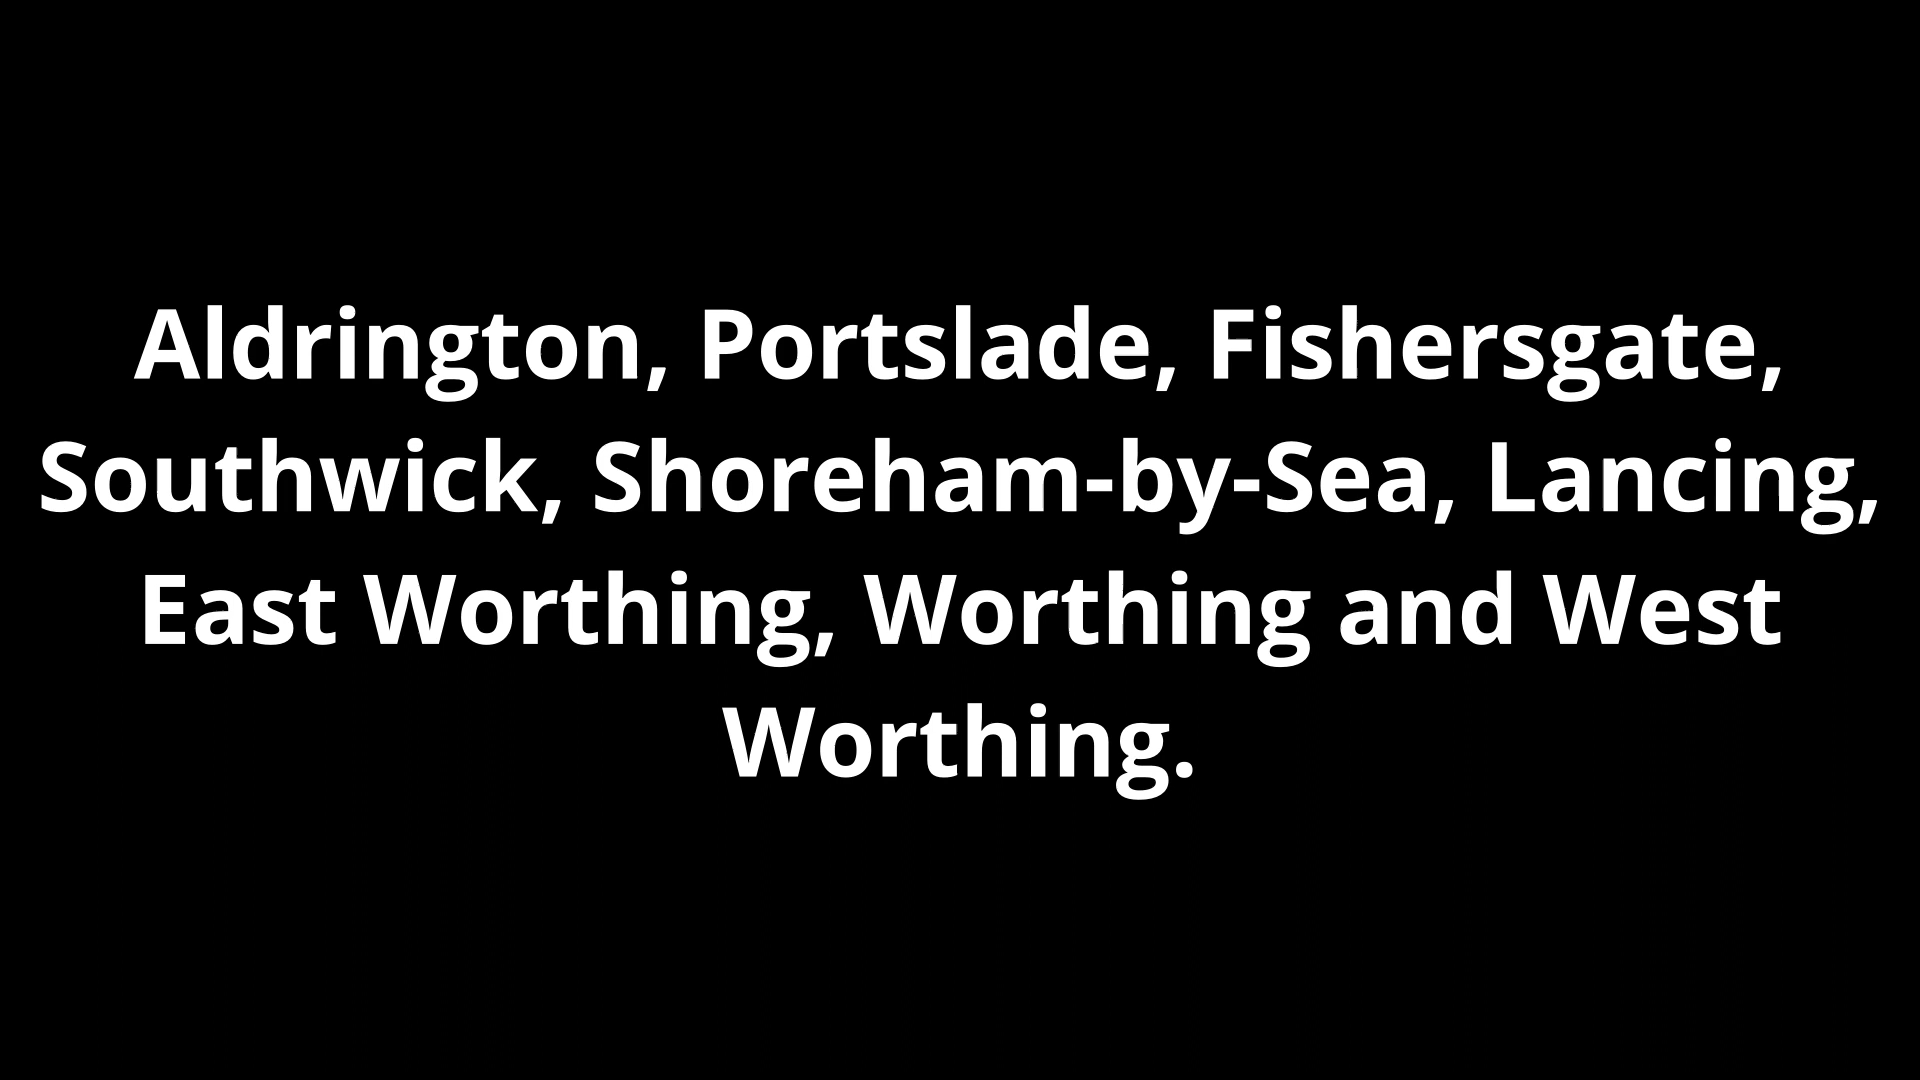 Aldrington, Portslade, Fishersgate,
Southwick, Shoreham-by-Sea, Lancing,
East Worthing, Worthing and West
Worthing.